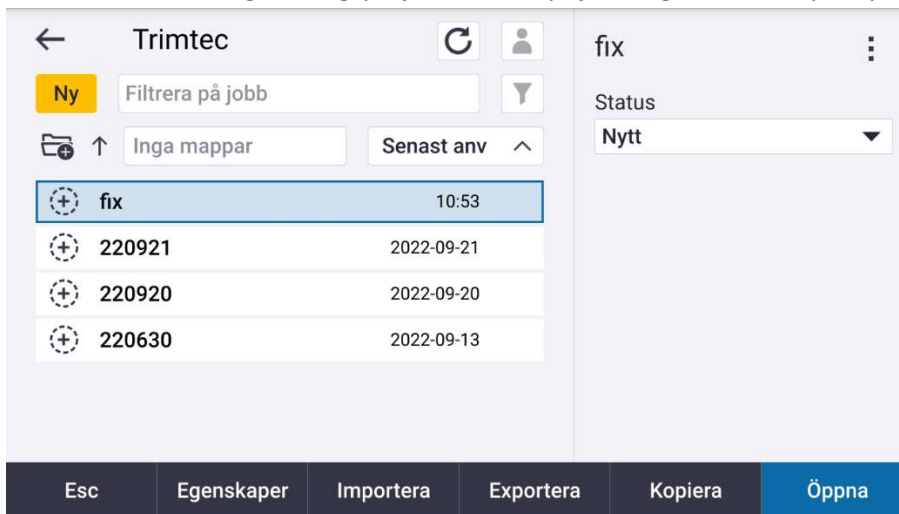 Trimtec
Ny
Filtrera på jobb
Inga mappar
Senast anv
fix
10:53
220921
2022-09-21
220920
2022-09-20
220630
2022-09-13
fix
Status
Nytt
Esc
Egenskaper
Importera
Exportera
Kopiera
Öppna